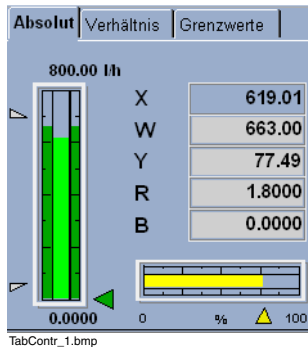 Absolut Verhältnis Grenzwerte
800.00 l/h
X 619.01
W 663.00
Y 77.49
R 1.8000
B 0.0000
0.0000 0 % 100
TabContr_1.bmp